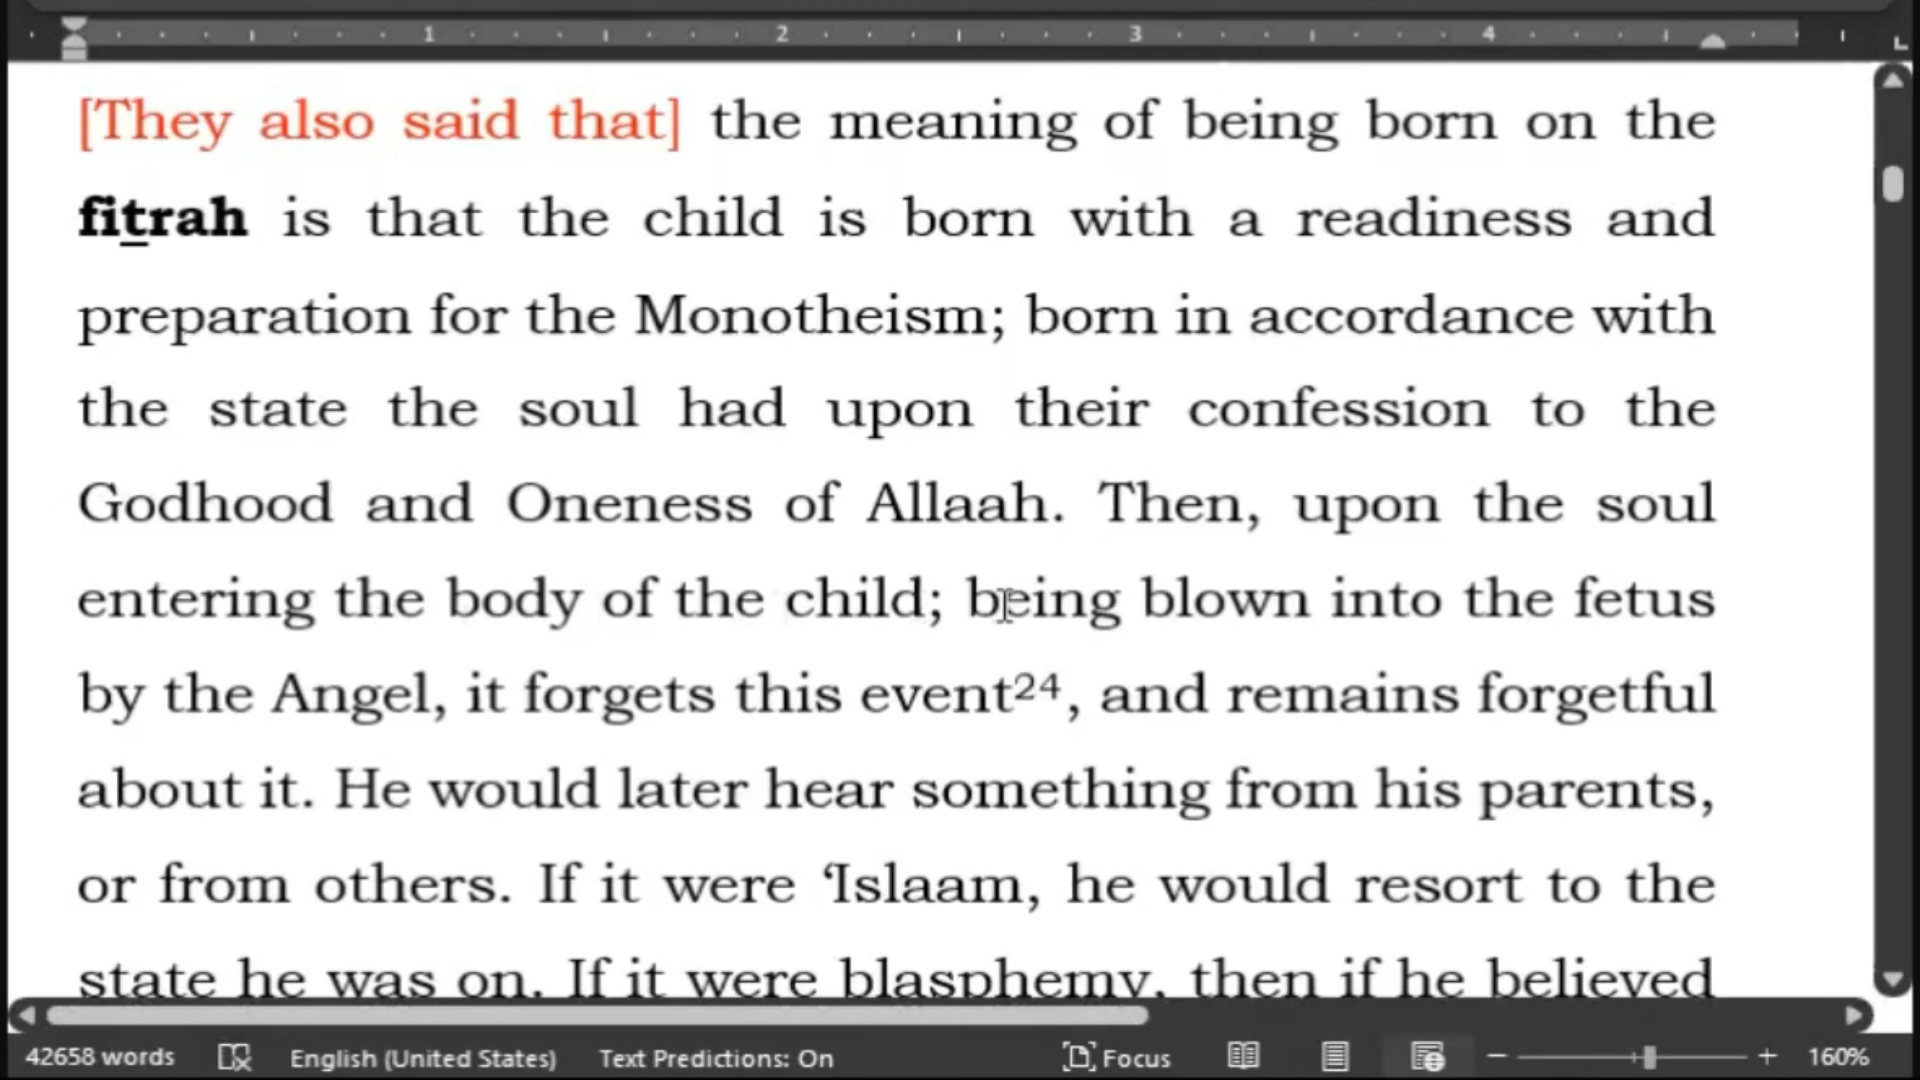 1 2 3 4
[They also said that] the meaning of being born on the
fitrah is that the child is born with a readiness and
preparation for the Monotheism; born in accordance with
the state the soul had upon their confession to the
Godhood and Oneness of Allaah. Then, upon the soul
entering the body of the child; being blown into the fetus
by the Angel, it forgets this event²⁴, and remains forgetful
about it. He would later hear something from his parents,
or from others. If it were ‘Islaam, he would resort to the
state he was on. If it were blasphemy, then if he believed
42658 words English (United States) Text Predictions: On Focus 160%